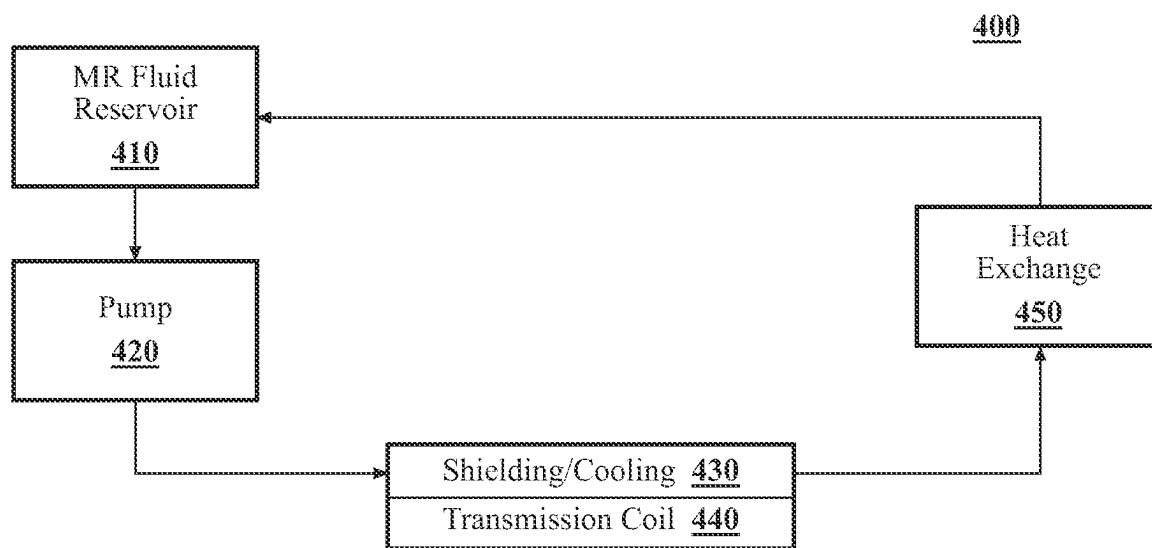 400
MR Fluid
Reservoir
410
Pump
420
Heat
Exchange
450
Shielding/Cooling 430
Transmission Coil 440